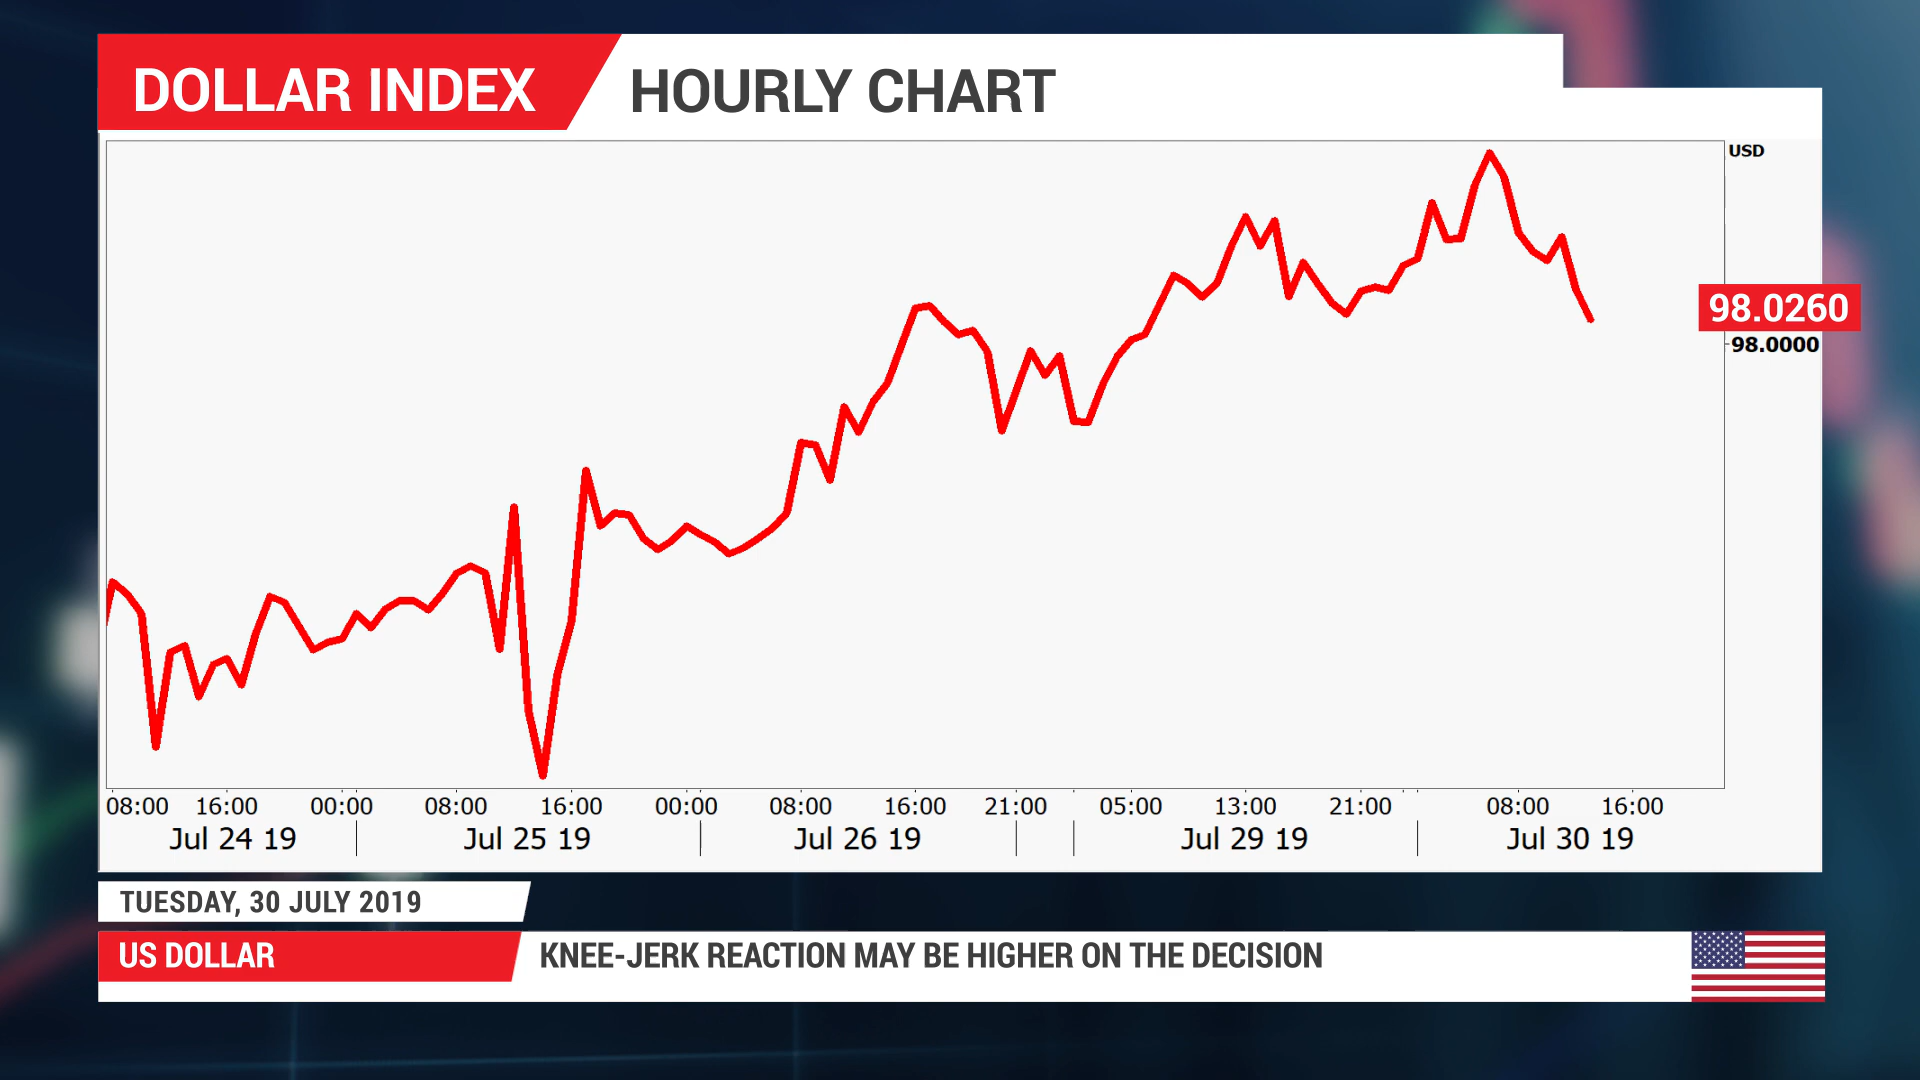 DOLLAR INDEX
HOURLY CHART
USD
98.0260
98.0000
08:00 16:00 00:00 08:00 16:00 00:00 08:00 16:00 21:00 05:00 13:00 21:00 08:00 16:00
Jul 24 19 Jul 25 19 Jul 26 19 Jul 29 19 Jul 30 19
TUESDAY, 30 JULY 2019
US DOLLAR
KNEE-JERK REACTION MAY BE HIGHER ON THE DECISION